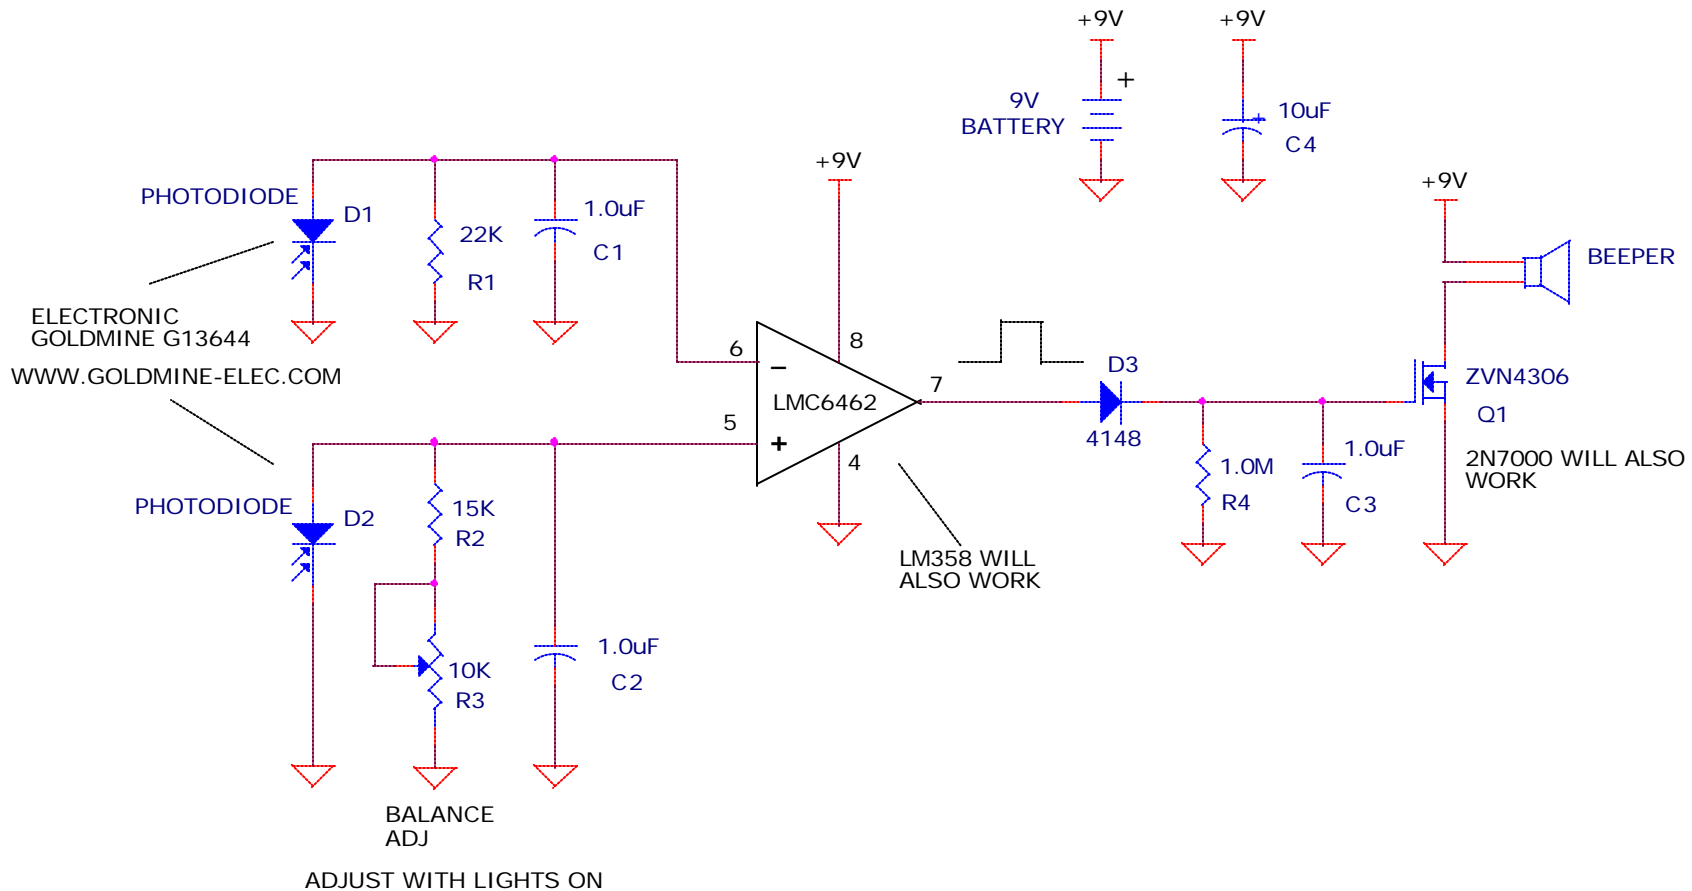 +9V
+9V
+
9V
BATTERY
+
10uF
C4
+9V
+9V
PHOTODIODE
D1
1.0uF
22K
C1
R1
BEEPER
ELECTRONIC
GOLDMINE G13644
WWW.GOLDMINE-ELEC.COM
6
8
−
D3
ZVN4306
7
LMC6462
Q1
5
+
4148
4
2N7000 WILL ALSO
WORK
1.0M
1.0uF
R4
C3
PHOTODIODE
D2
15K
R2
LM358 WILL
ALSO WORK
1.0uF
C2
10K
R3
BALANCE
ADJ
ADJUST WITH LIGHTS ON